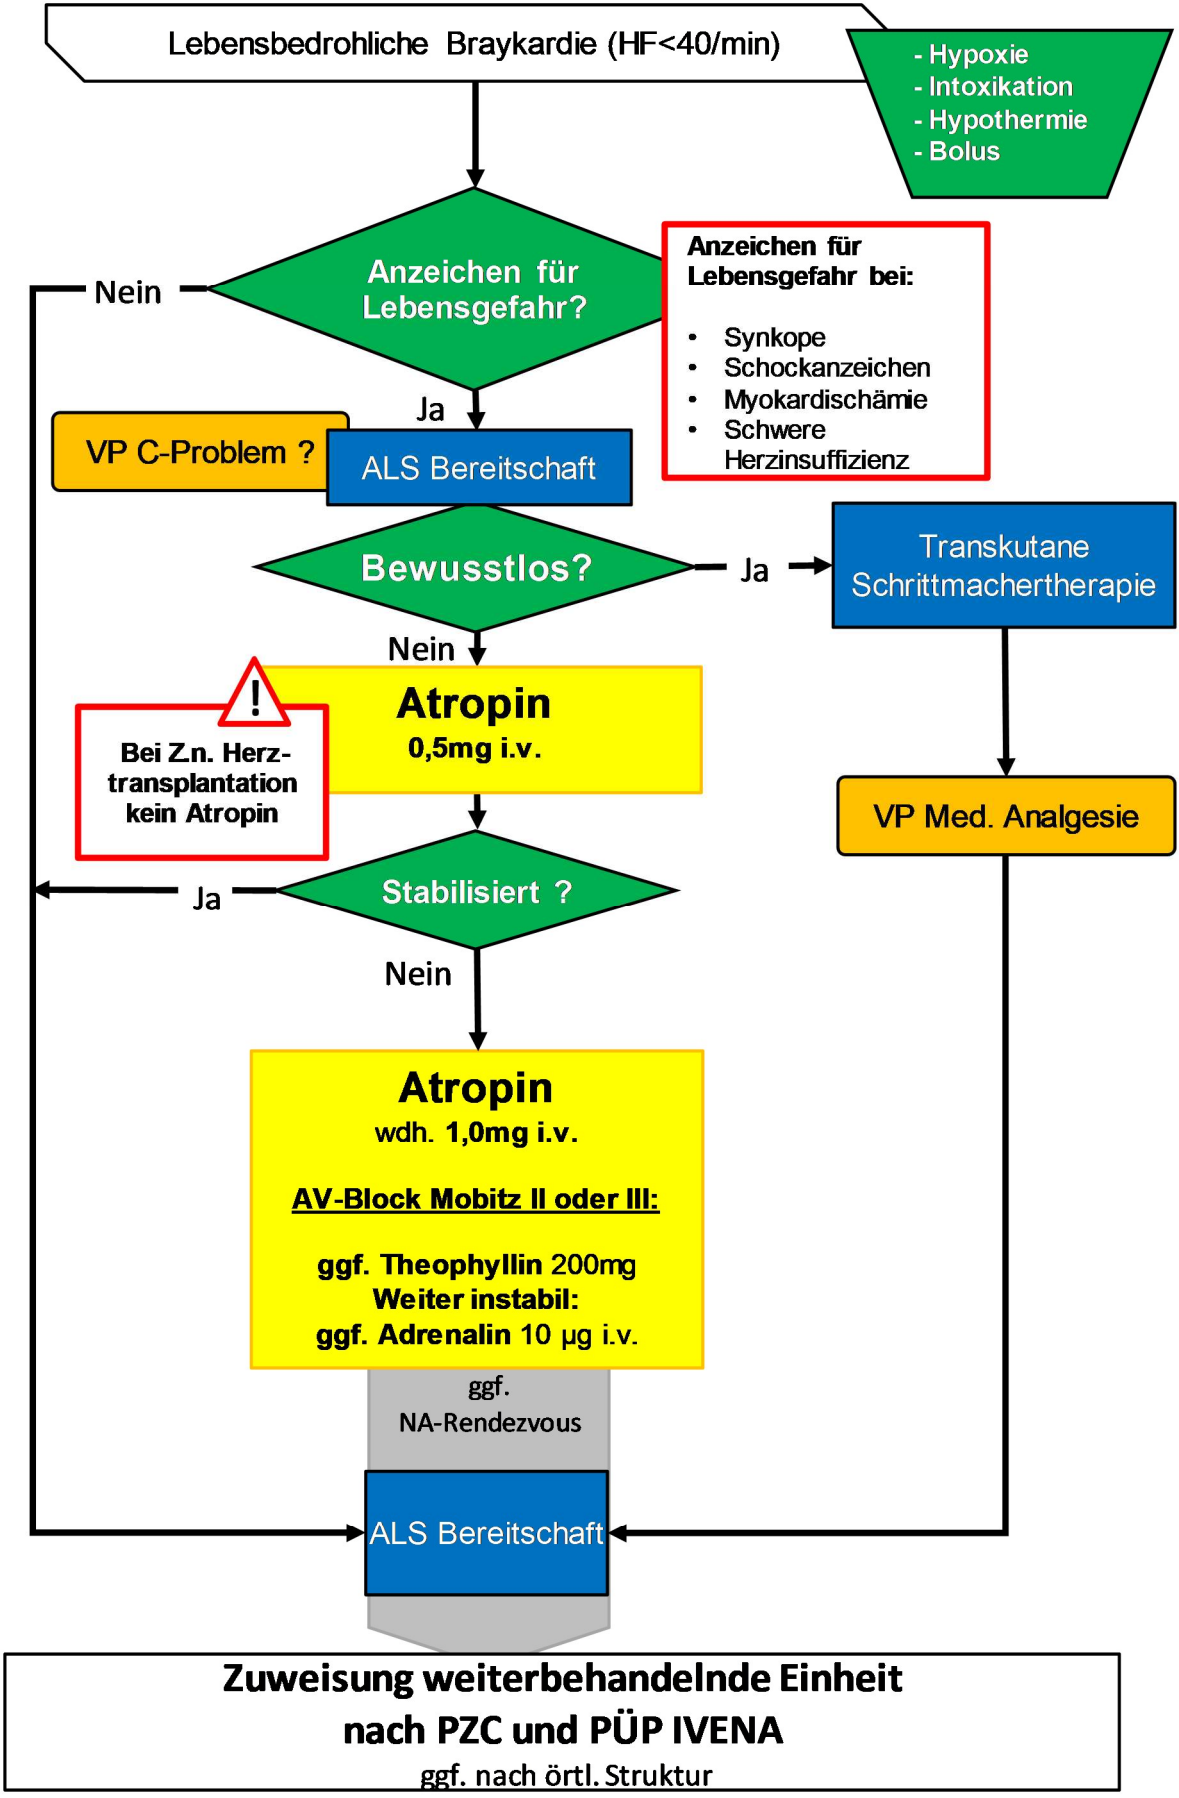 Lebensbedrohliche Braykardie (HF<40/min)
- Hypoxie
- Intoxikation
- Hypothermie
- Bolus
Anzeichen für
Lebensgefahr?
Anzeichen für
Lebensgefahr bei:
• Synkope
• Schockanzeichen
• Myokardischämie
• Schwere
Herzinsuffizienz
Nein
Ja
VP C-Problem ?
ALS Bereitschaft
Bewusstlos?
Ja
Transkutane
Schrittmachertherapie
Nein
Atropin
0,5mg i.v.
!
Bei Z.n. Herz-
transplantation
kein Atropin
VP Med. Analgesie
Stabilisiert ?
Ja
Nein
Atropin
wdh. 1,0mg i.v.
AV-Block Mobitz II oder III:
ggf. Theophyllin 200mg
Weiter instabil:
ggf. Adrenalin 10 µg i.v.
ggf.
NA-Rendezvous
ALS Bereitschaft
Zuweisung weiterbehandelnde Einheit
nach PZC und PÜP IVENA
ggf. nach örtl. Struktur